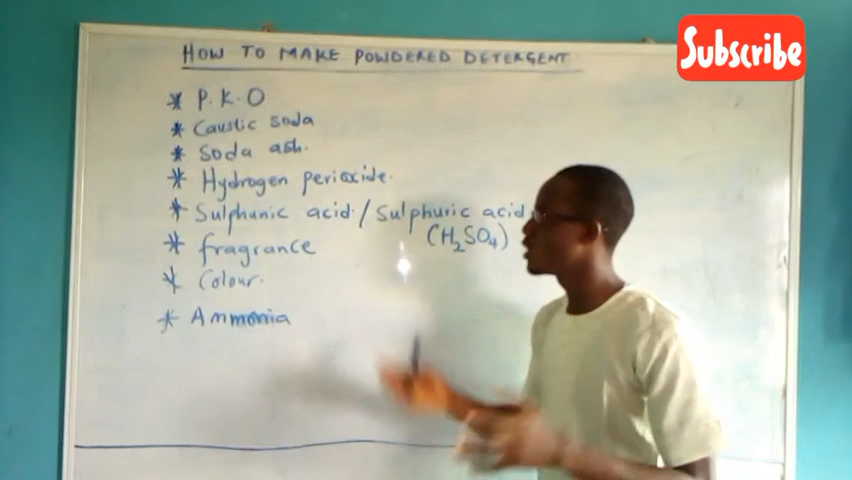 HOW TO MAKE POWDERED DETERGENT
Subscribe
* P.K.O
* Caustic soda
* Soda ash.
* Hydrogen perioxide.
* Sulphunic acid / Sulphuric acid
(H₂SO₄)
* fragrance
* Colour.
* Ammonia